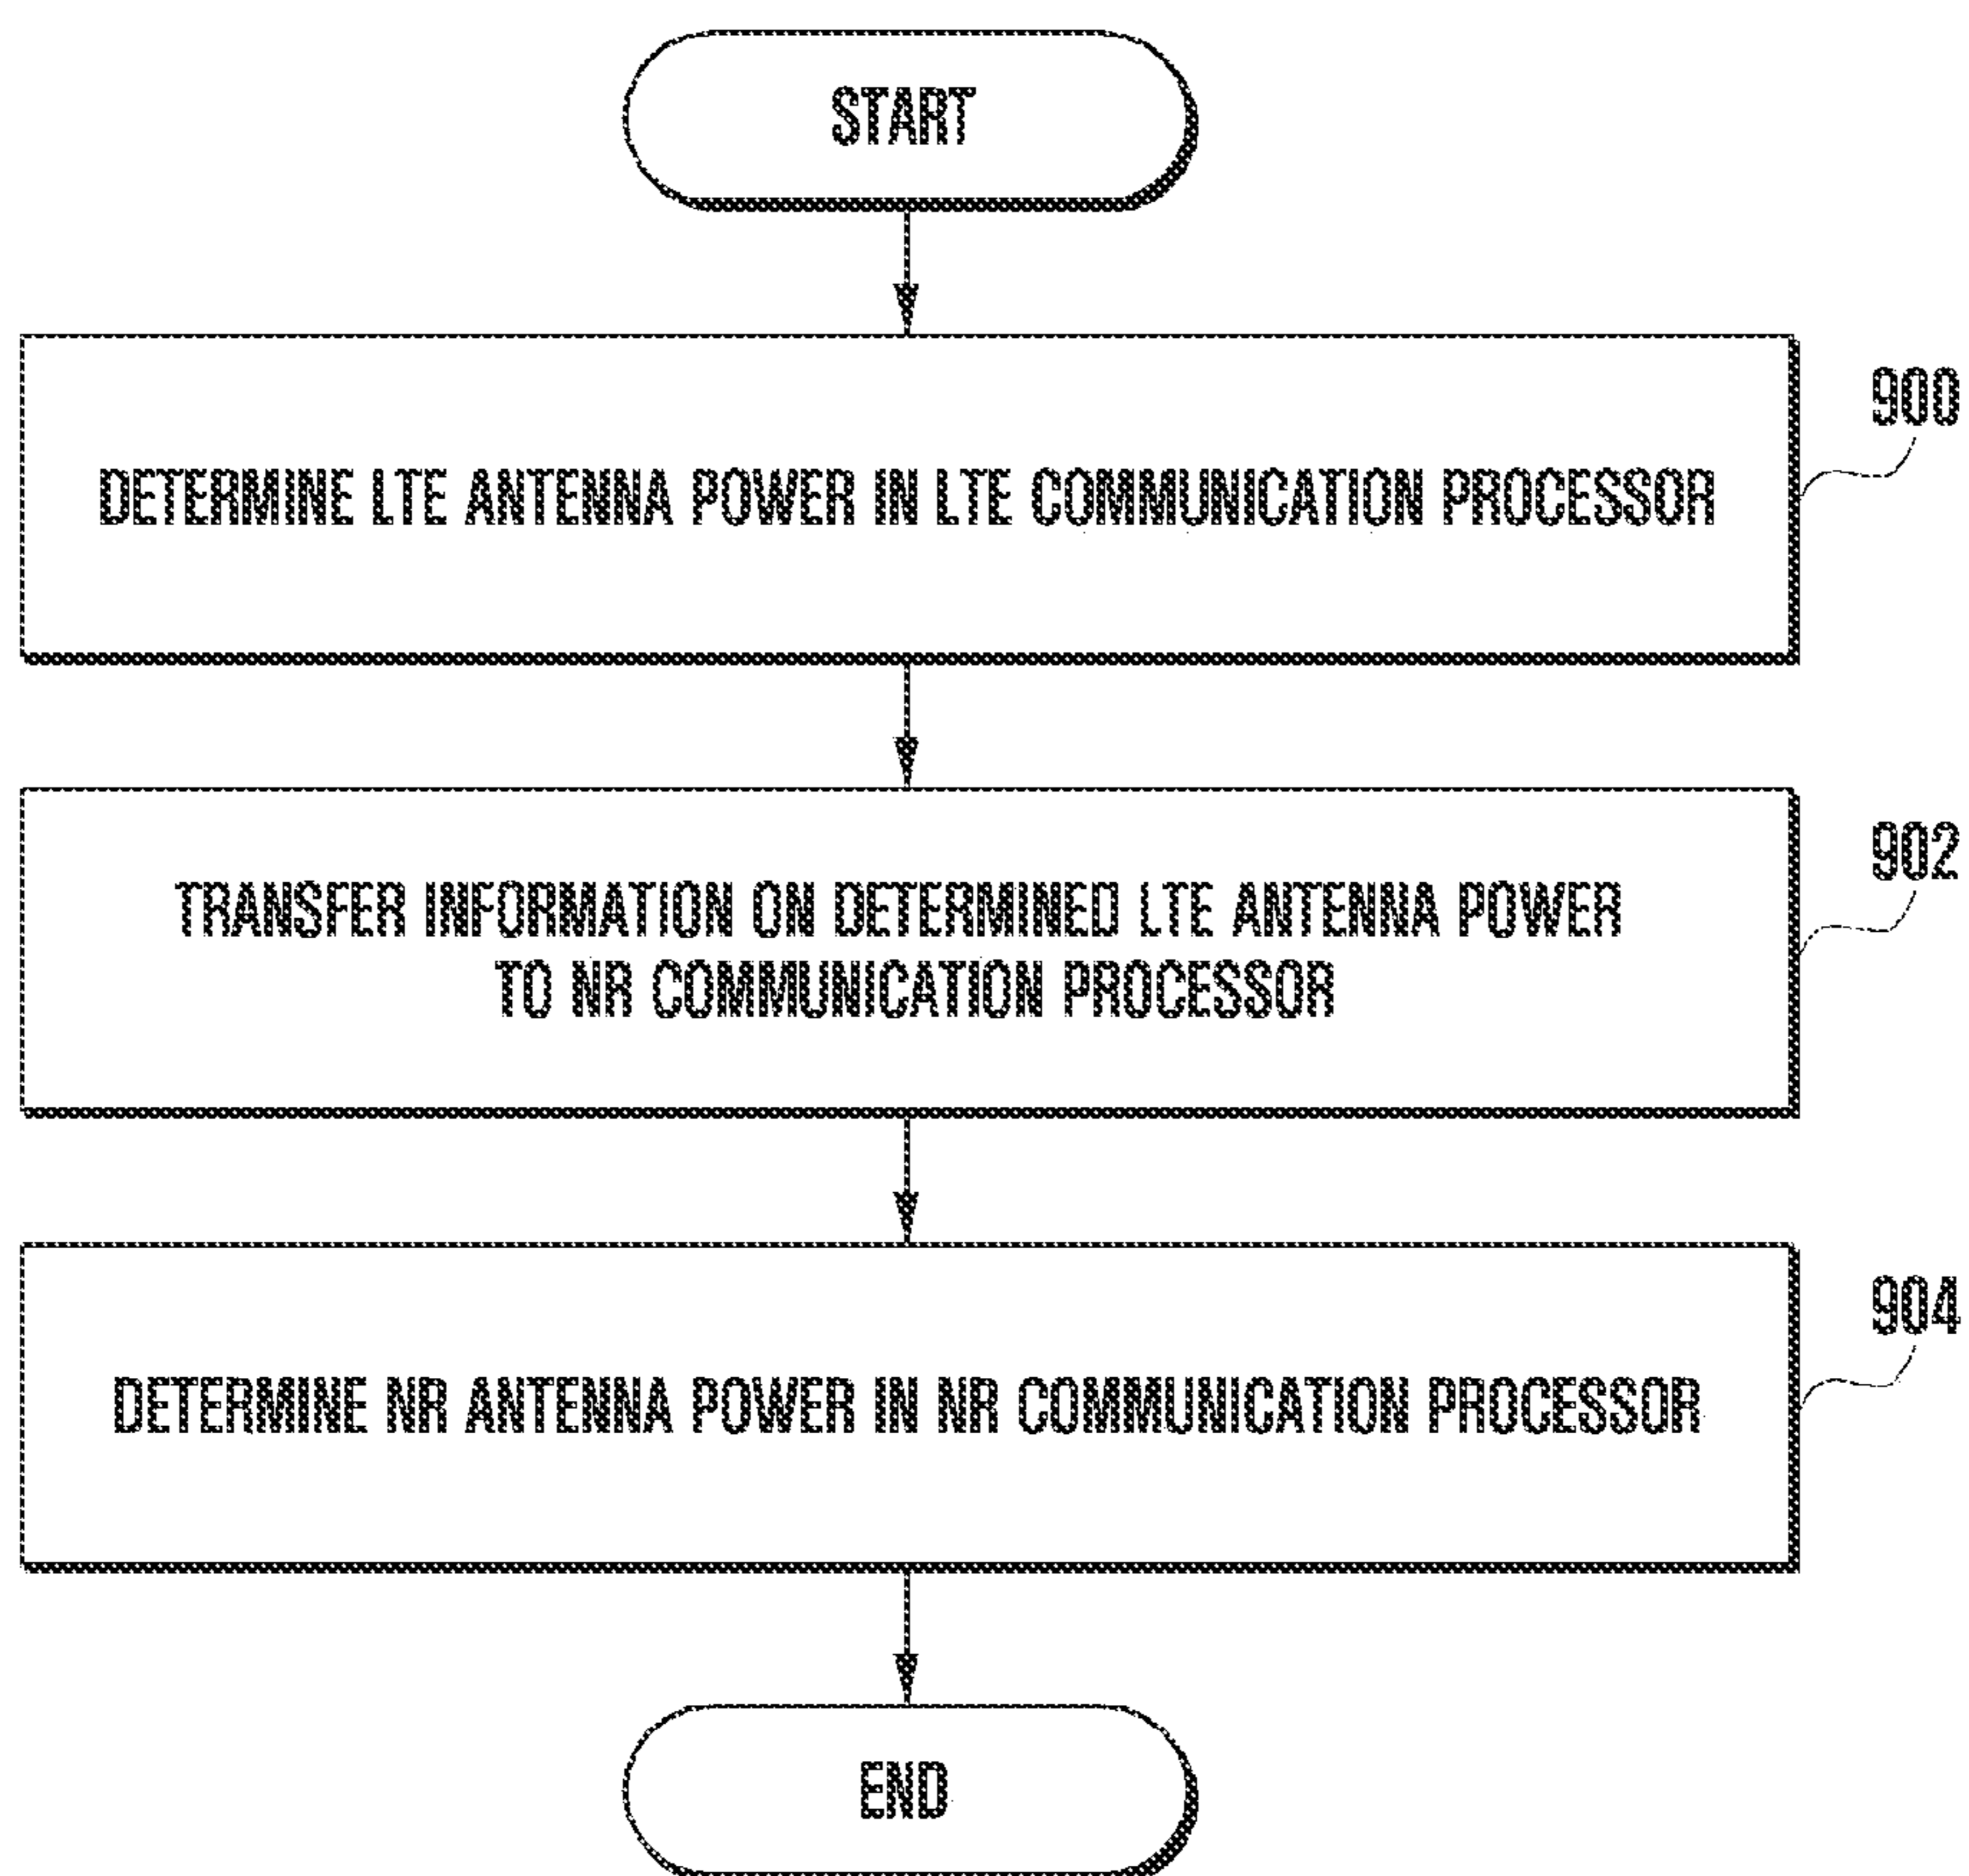 START
900
DETERMINE LTE ANTENNA POWER IN LTE COMMUNICATION PROCESSOR
902
TRANSFER INFORMATION ON DETERMINED LTE ANTENNA POWER
TO NR COMMUNICATION PROCESSOR
904
DETERMINE NR ANTENNA POWER IN NR COMMUNICATION PROCESSOR
END